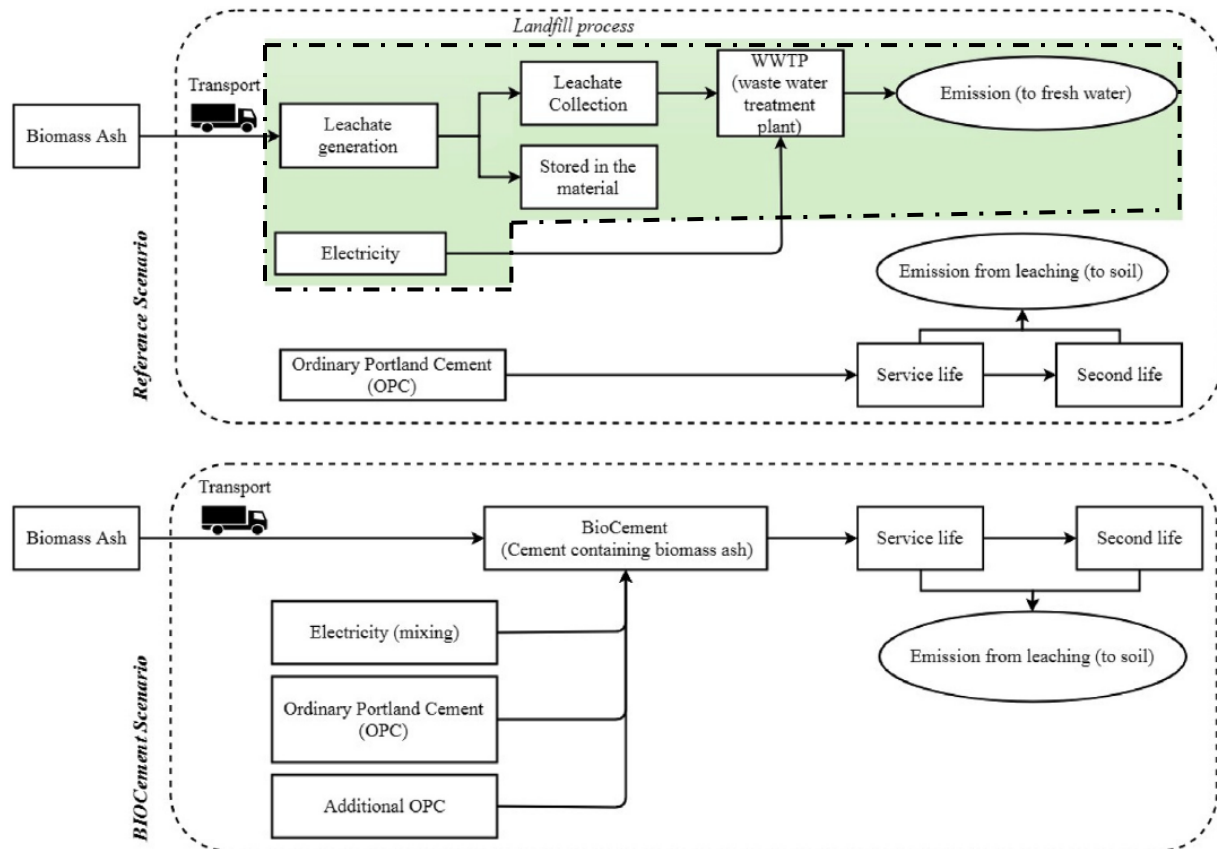 Landfill process
Transport
Biomass Ash
Leachate
generation
Leachate
Collection
Stored in the
material
WWTP
(waste water
treatment
plant)
Emission (to fresh water)
Electricity
Emission from leaching (to soil)
Ordinary Portland Cement
(OPC)
Service life
Second life
Reference Scenario
Transport
Biomass Ash
BioCement
(Cement containing biomass ash)
Service life
Second life
Electricity (mixing)
Emission from leaching (to soil)
Ordinary Portland Cement
(OPC)
Additional OPC
BIOCement Scenario